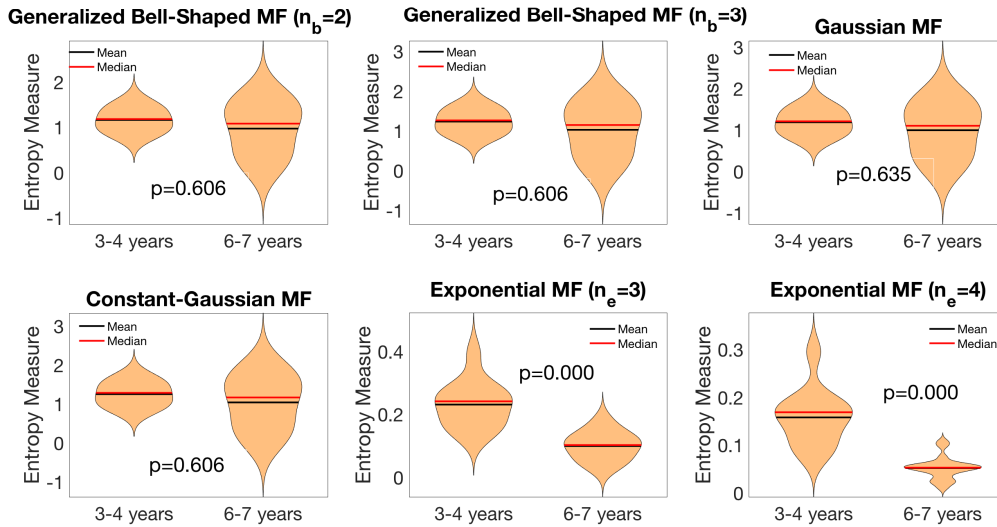 Generalized Bell-Shaped MF (n_b=2)
Entropy Measure
2
1
0
-1
Mean
Median
p=0.606
3-4 years
6-7 years
Generalized Bell-Shaped MF (n_b=3)
Entropy Measure
3
2
1
0
-1
Mean
Median
p=0.606
3-4 years
6-7 years
Gaussian MF
Entropy Measure
3
2
1
0
-1
Mean
Median
p=0.635
3-4 years
6-7 years
Constant-Gaussian MF
Entropy Measure
3
2
1
0
-1
Mean
Median
p=0.606
3-4 years
6-7 years
Exponential MF (n_e=3)
Entropy Measure
0.4
0.2
0
Mean
Median
p=0.000
3-4 years
6-7 years
Exponential MF (n_e=4)
Entropy Measure
0.3
0.2
0.1
0
Mean
Median
p=0.000
3-4 years
6-7 years